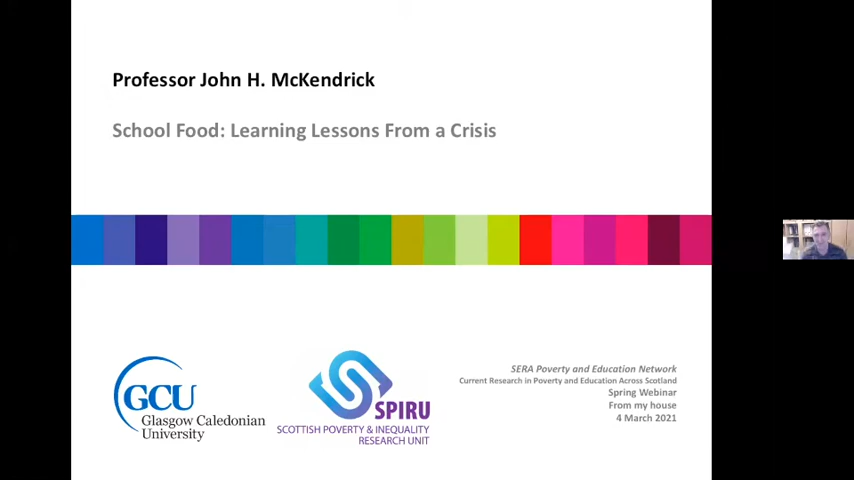 Professor John H. McKendrick
School Food: Learning Lessons From a Crisis
GCU
Glasgow Caledonian
University
SPIRU
SCOTTISH POVERTY & INEQUALITY
RESEARCH UNIT
SERA Poverty and Education Network
Current Research in Poverty and Education Across Scotland
Spring Webinar
From my house
4 March 2021